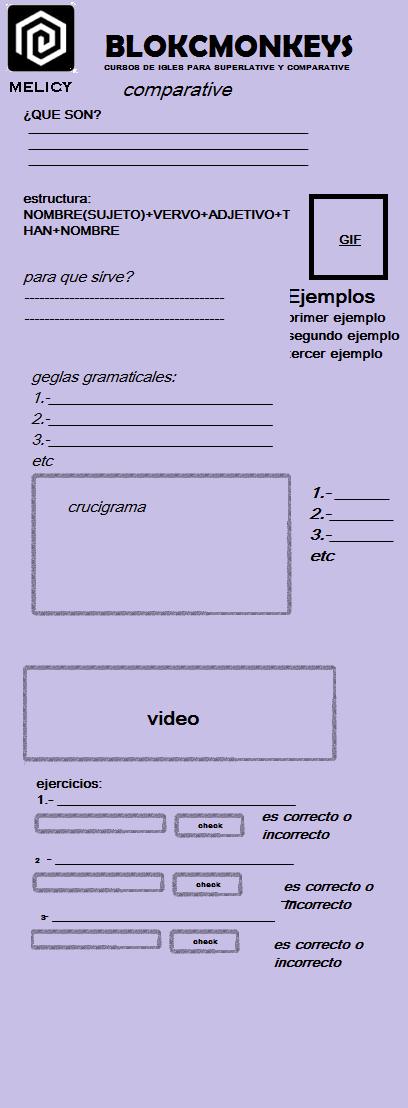 BLOKCMONKEYS
CURSOS DE IGLES PARA SUPERLATIVE Y COMPARATIVE
MELICY
comparative
¿QUE SON?
estructura:
NOMBRE(SUJETO)+VERVO+ADJETIVO+T
HAN+NOMBRE
GIF
para que sirve?
Ejemplos
primer ejemplo
segundo ejemplo
tercer ejemplo
geglas gramaticales:
1.-
2.-
3.-
etc
crucigrama
1.-
2.-
3.-
etc
video
ejercicios:
1.-
check
es correcto o
incorrecto
2 -
check
es correcto o
incorrecto
3-
check
es correcto o
incorrecto